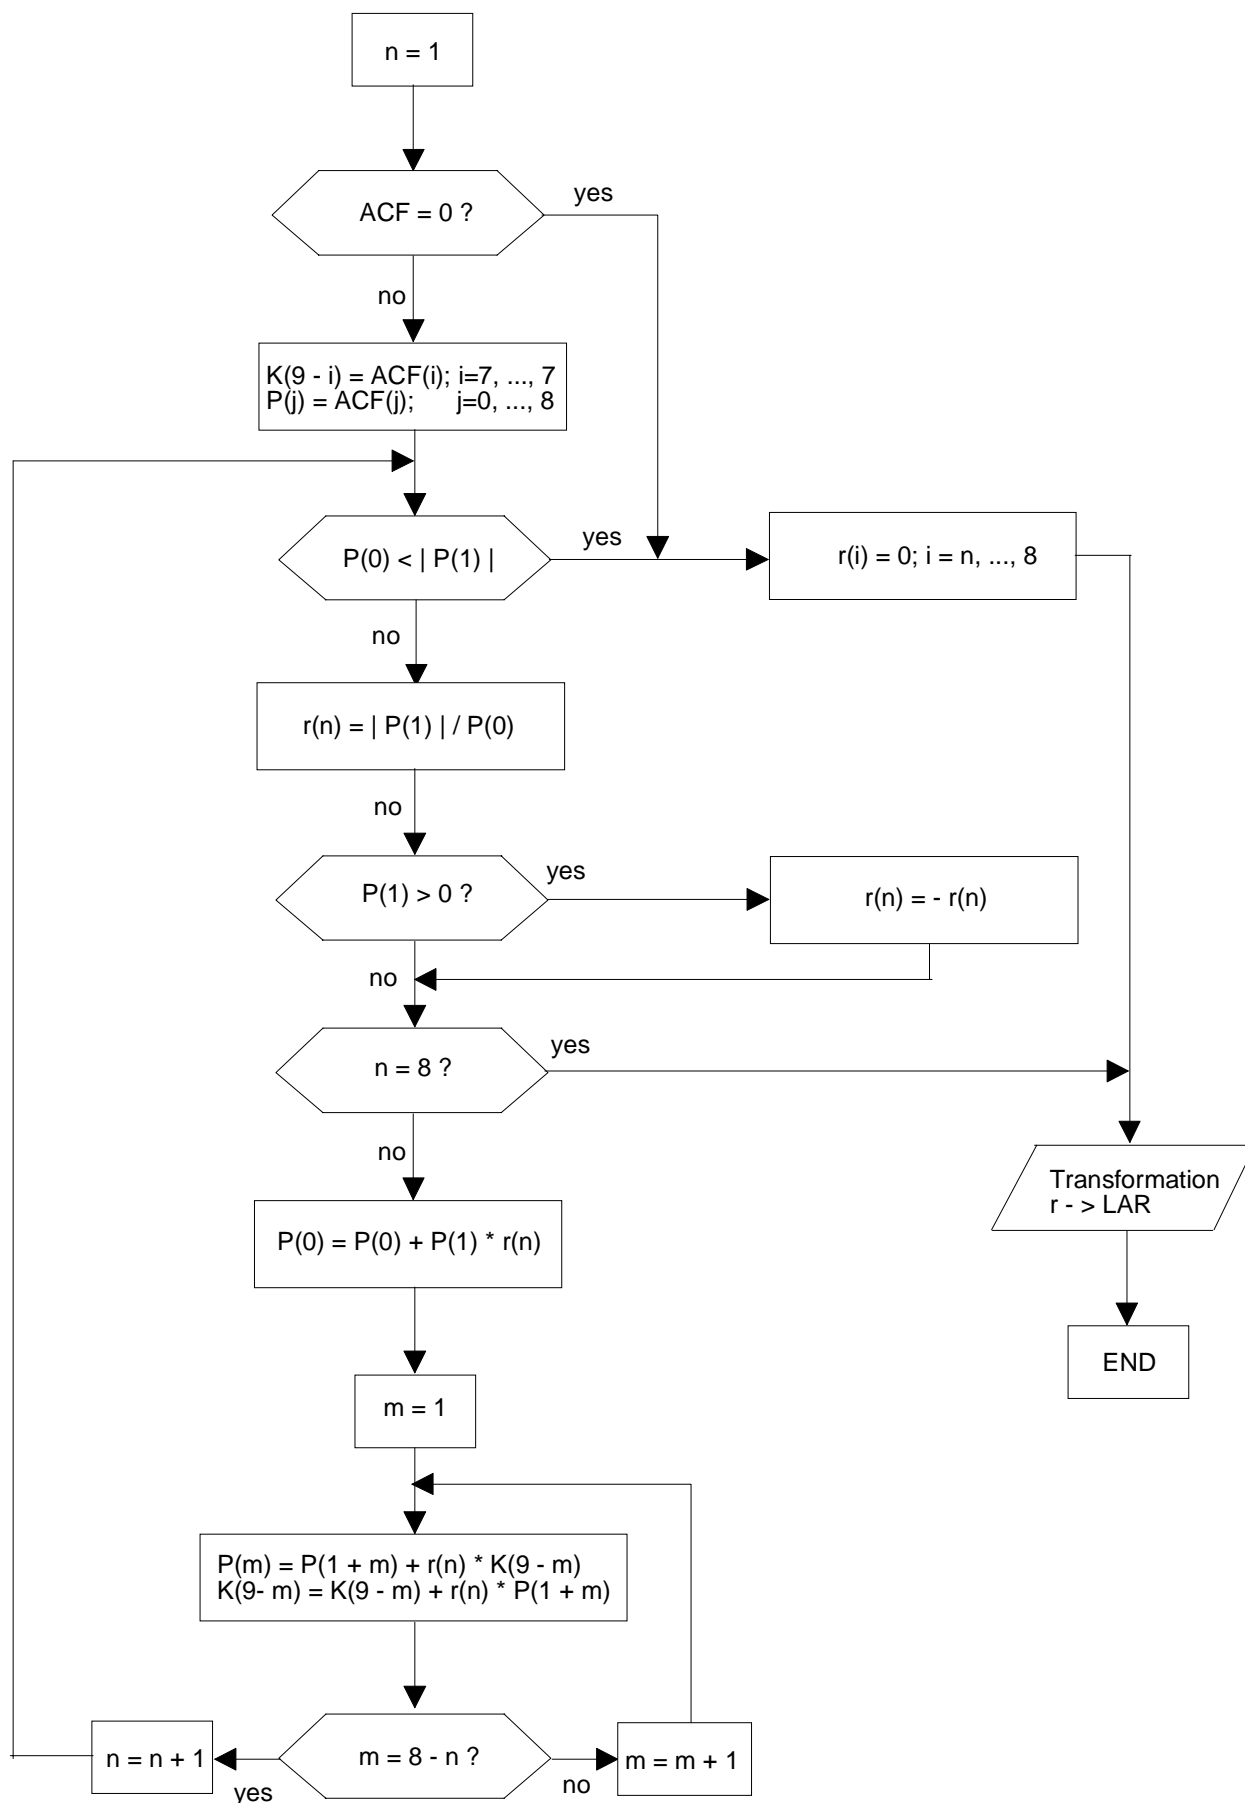 n = 1
ACF = 0 ?
yes
no
K(9 - i) = ACF(i); i=7, ..., 7
P(j) = ACF(j); j=0, ..., 8
P(0) < | P(1) |
yes
r(i) = 0; i = n, ..., 8
no
r(n) = | P(1) | / P(0)
no
P(1) > 0 ?
yes
r(n) = - r(n)
no
n = 8 ?
yes
no
Transformation
r - > LAR
P(0) = P(0) + P(1) * r(n)
END
m = 1
P(m) = P(1 + m) + r(n) * K(9 - m)
K(9- m) = K(9 - m) + r(n) * P(1 + m)
n = n + 1
m = 8 - n ?
m = m + 1
yes
no